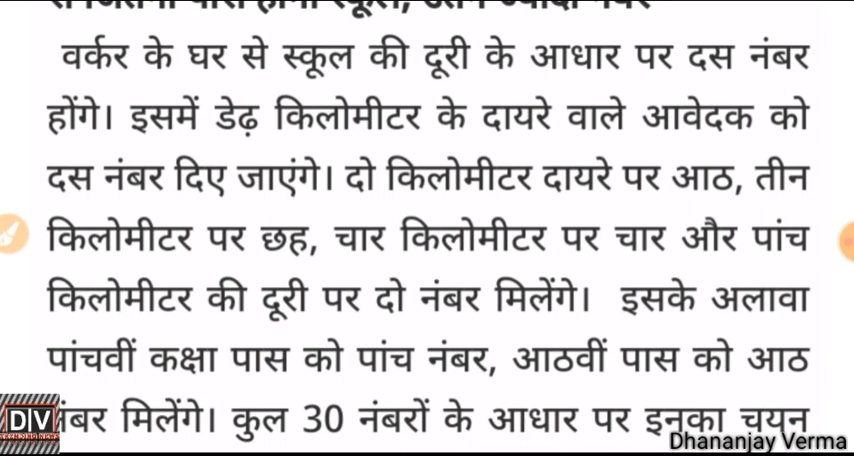 वर्कर के घर से स्कूल की दूरी के आधार पर दस नंबर
होंगे। इसमें डेढ़ किलोमीटर के दायरे वाले आवेदक को
दस नंबर दिए जाएंगे। दो किलोमीटर दायरे पर आठ, तीन
किलोमीटर पर छह, चार किलोमीटर पर चार और पांच
किलोमीटर की दूरी पर दो नंबर मिलेंगे। इसके अलावा
पांचवीं कक्षा पास को पांच नंबर, आठवीं पास को आठ
नंबर मिलेंगे। कुल 30 नंबरों के आधार पर इनका चयन
DIV
Dhananjay Verma